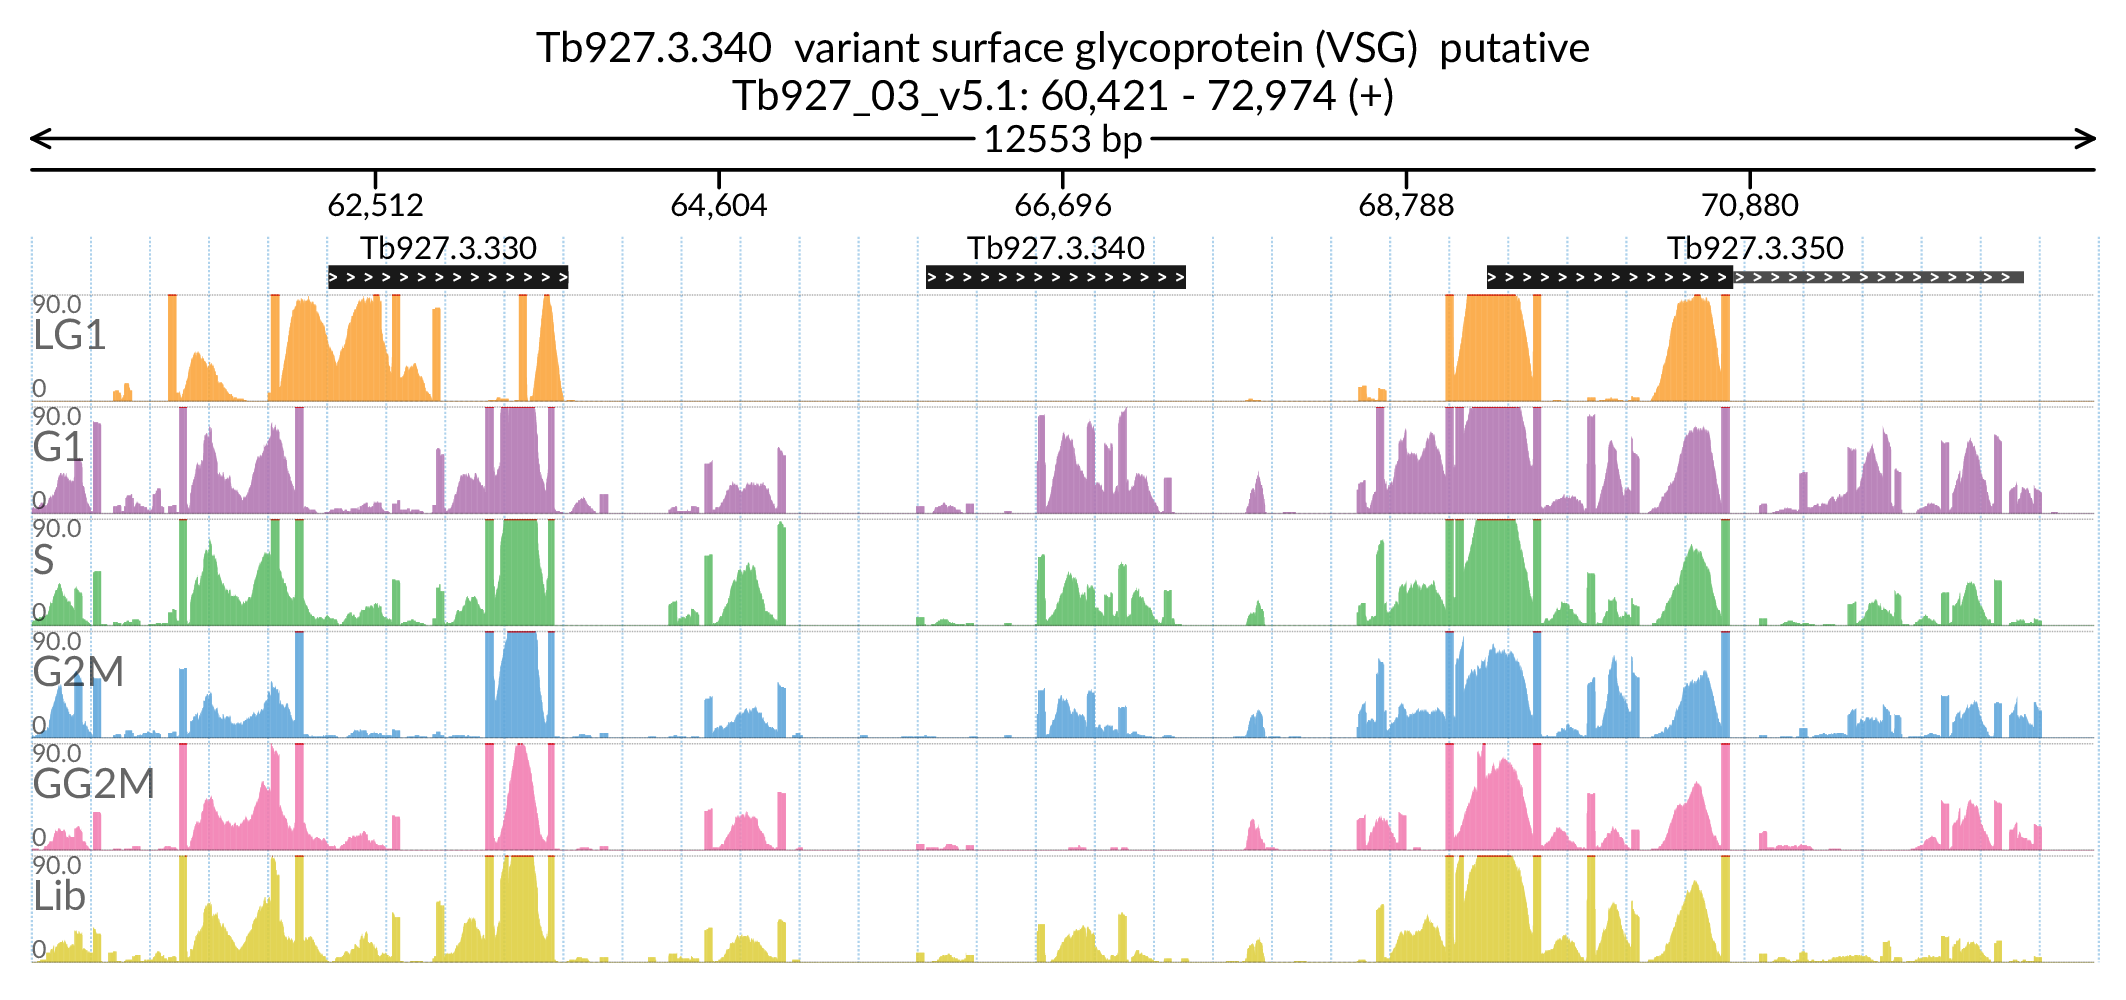 Tb927.3.340  variant surface glycoprotein (VSG)  putative
Tb927_03_v5.1: 60,421 - 72,974 (+)
12553 bp
62,512 64,604 66,696 68,788 70,880
Tb927.3.330 Tb927.3.340 Tb927.3.350
90.0
LG1
0
90.0
G1
0
90.0
S
0
90.0
G2M
0
90.0
GG2M
0
90.0
Lib
0